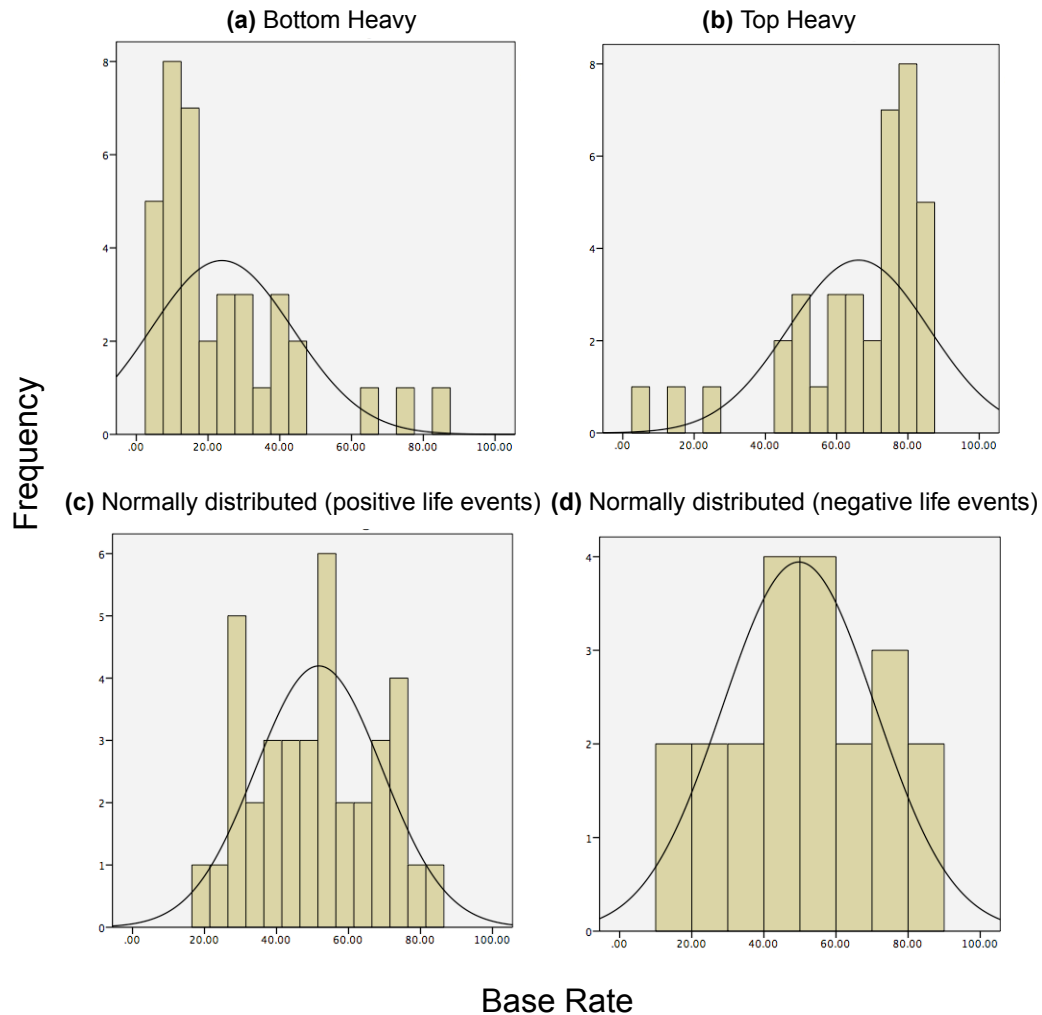 (a) Bottom Heavy
(b) Top Heavy
8
6
4
2
0
.00 20.00 40.00 60.00 80.00 100.00
8
6
4
2
0
.00 20.00 40.00 60.00 80.00 100.00
Frequency
(c) Normally distributed (positive life events)
(d) Normally distributed (negative life events)
6
5
4
3
2
1
0
.00 20.00 40.00 60.00 80.00 100.00
4
3
2
1
0
.00 20.00 40.00 60.00 80.00 100.00
Base Rate